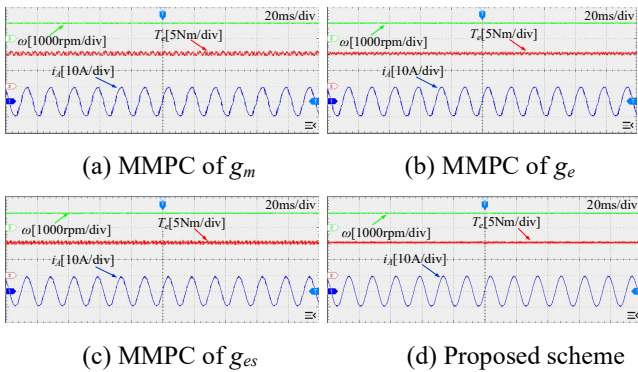 20ms/div
ω[1000rpm/div]
Te[5Nm/div]
iA[10A/div]
20ms/div
ω[1000rpm/div]
Te[5Nm/div]
iA[10A/div]
(a) MMPC of gm
(b) MMPC of ge
20ms/div
ω[1000rpm/div]
Te[5Nm/div]
iA[10A/div]
20ms/div
ω[1000rpm/div]
Te[5Nm/div]
iA[10A/div]
(c) MMPC of ges
(d) Proposed scheme